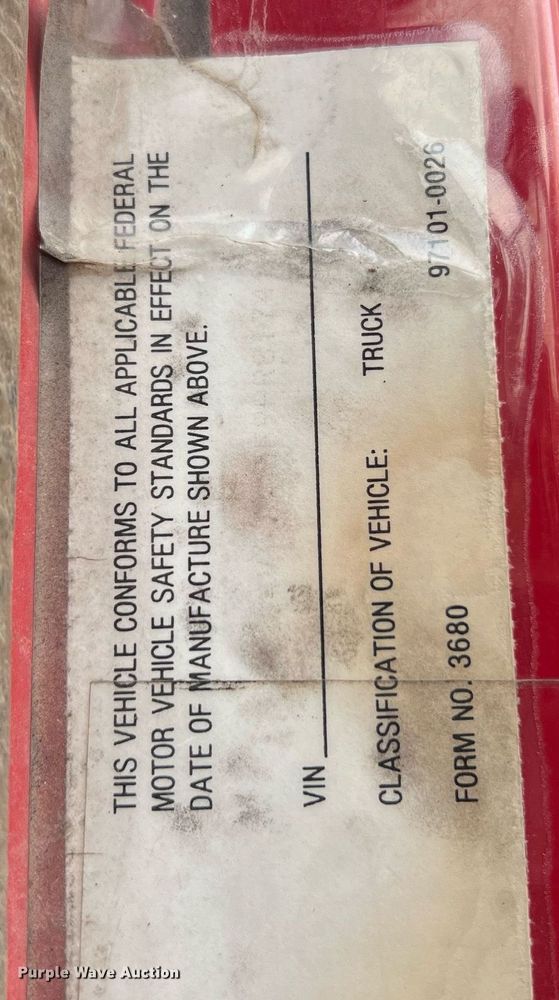 THIS VEHICLE CONFORMS TO ALL APPLICABLE FEDERAL
MOTOR VEHICLE SAFETY STANDARDS IN EFFECT ON THE
DATE OF MANUFACTURE SHOWN ABOVE.
VIN
CLASSIFICATION OF VEHICLE: TRUCK
FORM NO. 3680 97101-0026
Purple Wave Auction